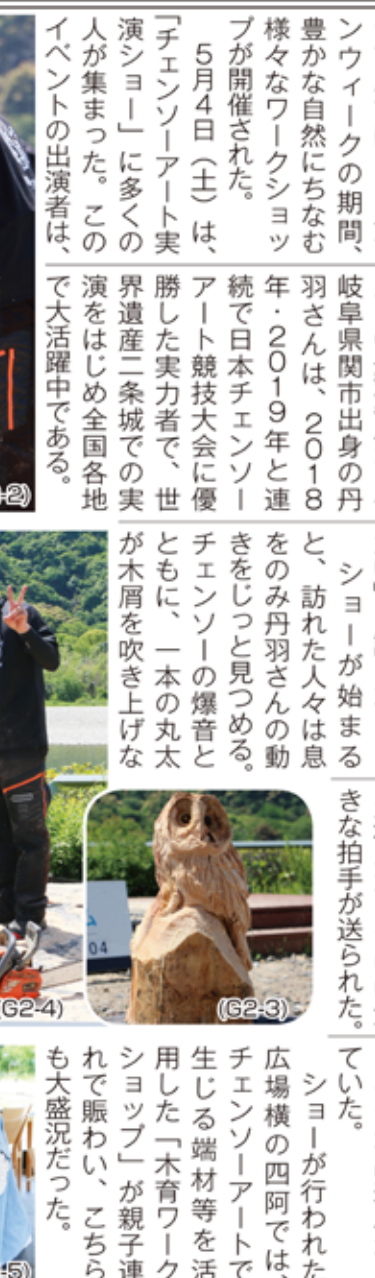 ンウィークの期間、
豊かな自然にちなむ
様々なワークショッ
プが開催された。
５月４日（土）は、
「チェンソーアート実
演ショー」に多くの
人が集まった。この
イベントの出演者は、
岐阜県関市出身の丹
羽さんは、２０１８
年・２０１９年と連
続で日本チェンソー
アート競技大会に優
勝した実力者で、世
界遺産二条城での実
演をはじめ全国各地
で大活躍中である。
ショーが始まる
と、訪れた人々は息
をのみ丹羽さんの動
きをじっと見つめる。
チェンソーの爆音と
ともに、一本の丸太
が木屑を吹き上げな
きな拍手が送られた。
04
(G2-3)
(G2-4)
ていた。
ショーが行われた
広場横の四阿では、
チェンソーアートで
生じる端材等を活
用した「木育ワーク
ショップ」が親子連
れで賑わい、こちら
も大盛況だった。